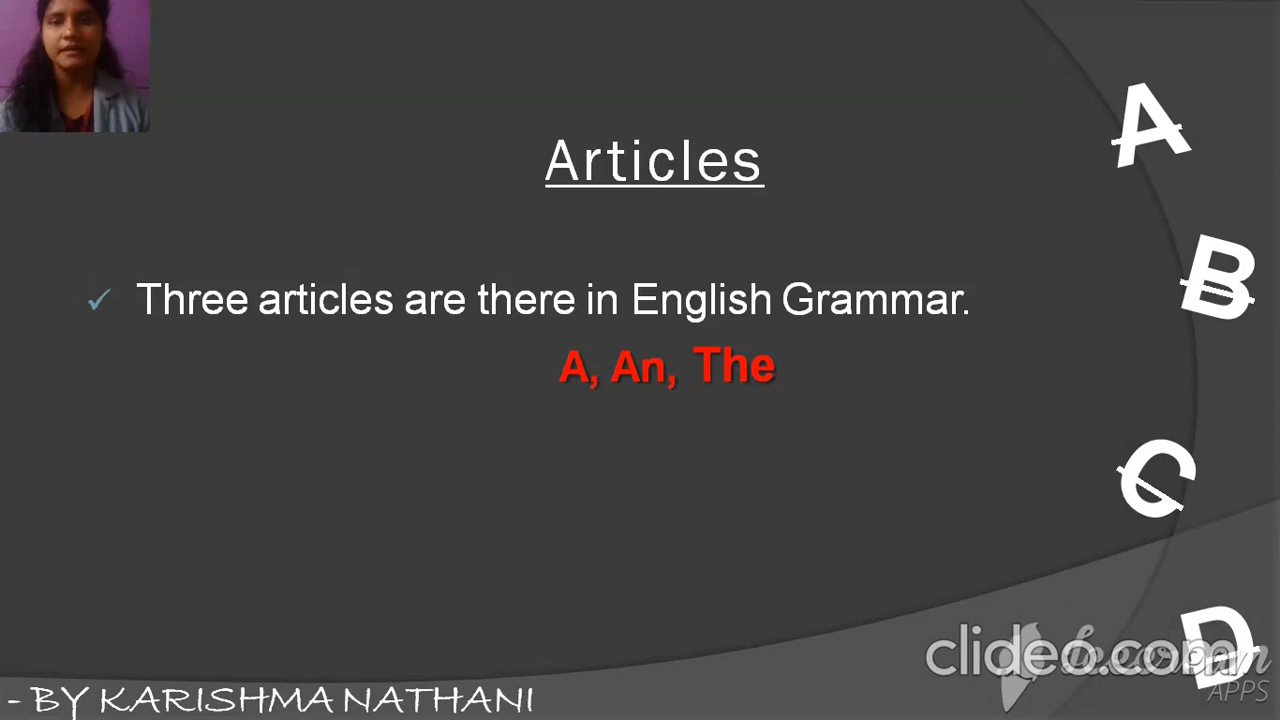 Articles
✓ Three articles are there in English Grammar.
A, An, The
A
B
C
D
clideo.com
APPS
- BY KARISHMA NATHANI